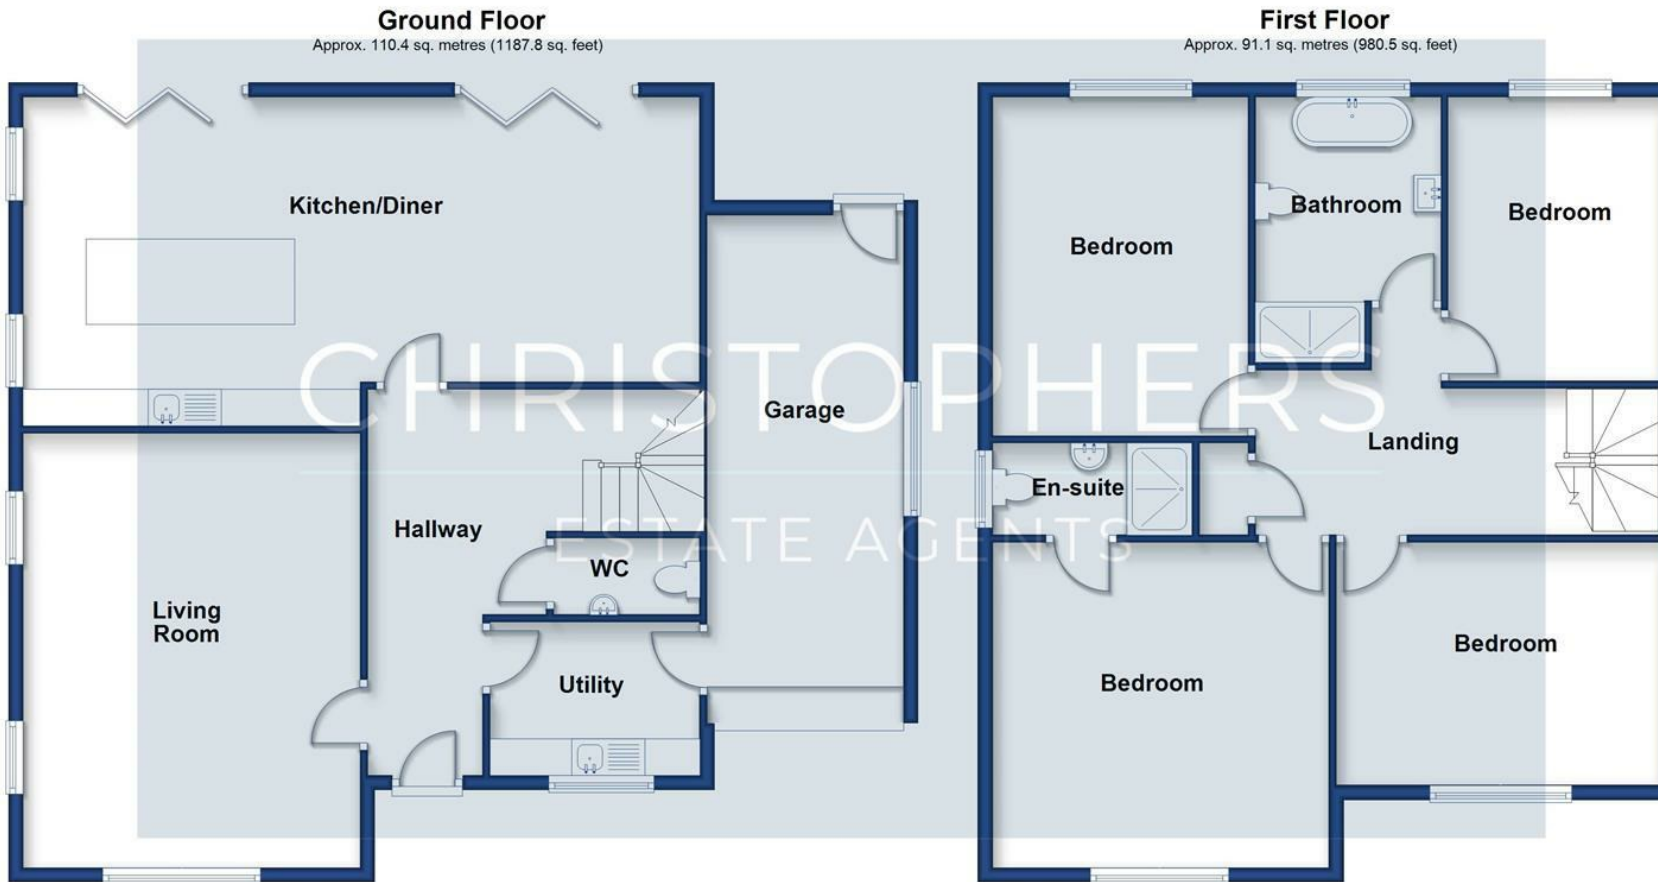 Ground Floor
Approx. 110.4 sq. metres (1187.8 sq. feet)
Kitchen/Diner
Garage
Hallway
WC
Living
Room
Utility
First Floor
Approx. 91.1 sq. metres (980.5 sq. feet)
Bedroom
Bathroom
Bedroom
Landing
En-suite
Bedroom
Bedroom
CHRISTOPHERS
ESTATE AGENTS